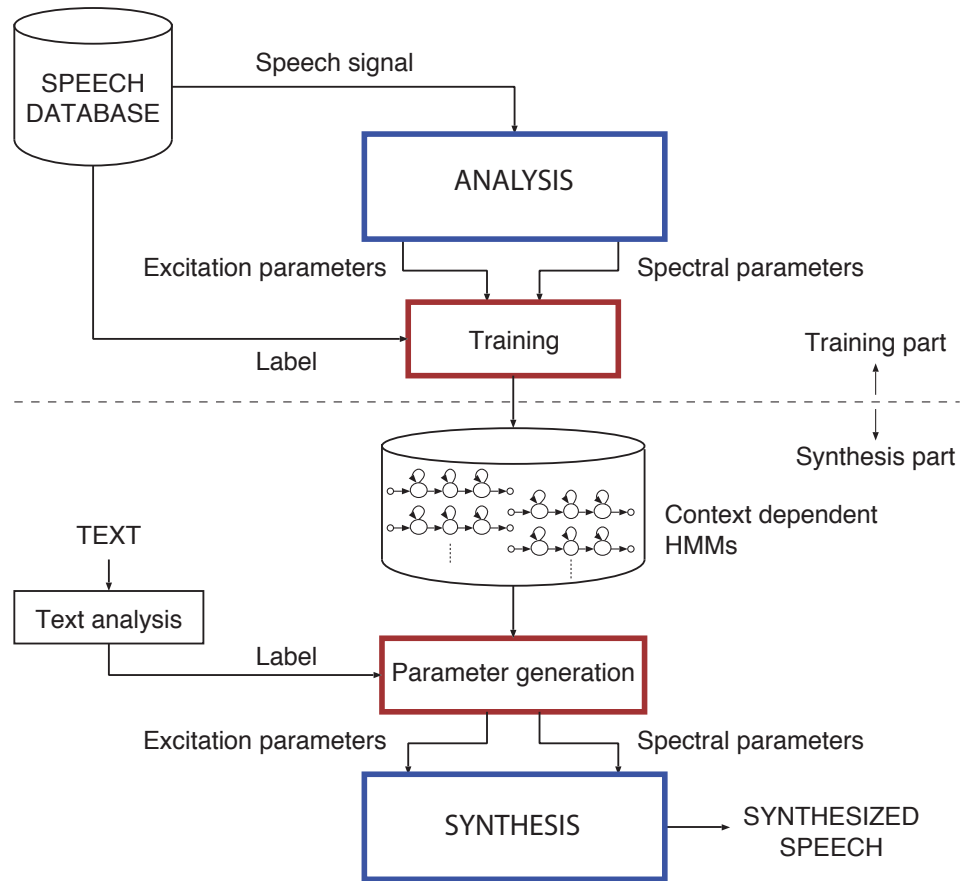 SPEECH
DATABASE
Speech signal
ANALYSIS
Excitation parameters
Spectral parameters
Training
Label
Training part
Synthesis part
Context dependent
HMMs
TEXT
Text analysis
Label
Parameter generation
Excitation parameters
Spectral parameters
SYNTHESIS
SYNTHESIZED
SPEECH